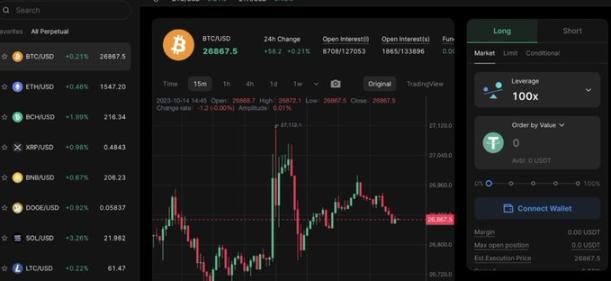 Search
avorites All Perpetual
BTC/USD +0.21% 26867.5
ETH/USD +0.46% 1547.20
BCH/USD +1.99% 216.34
XRP/USD +0.98% 0.4843
BNB/USD +0.67% 206.23
DOGE/USD +0.92% 0.05837
SOL/USD +3.26% 21.982
LTC/USD +0.22% 61.47
BTC/USD
26867.5
24h Change
+58.2 +0.21%
Open Interest(l)
8708/127053
Open Interest(s)
1865/133896
Fun
0.00
Time 15m 1h 4h 1d 1w Original TradingView
2023-10-14 14:45 Open: 26868.7 High: 26872.1 Low: 26867.5 Close: 26867.5
Change rate: -1.2 (-0.00%) Amplitude: 0.01%
27,112.1
27,120.0
27,040.0
26,960.0
26,867.5
26,800.0
26,720.0
Long Short
Market Limit Conditional
Leverage
100x
Order by Value
0
Avbl: 0 USDT
0% 100%
Connect Wallet
Margin 0.00 USDT
Max open position 0.0 USDT
Est.Execution Price 26867.5